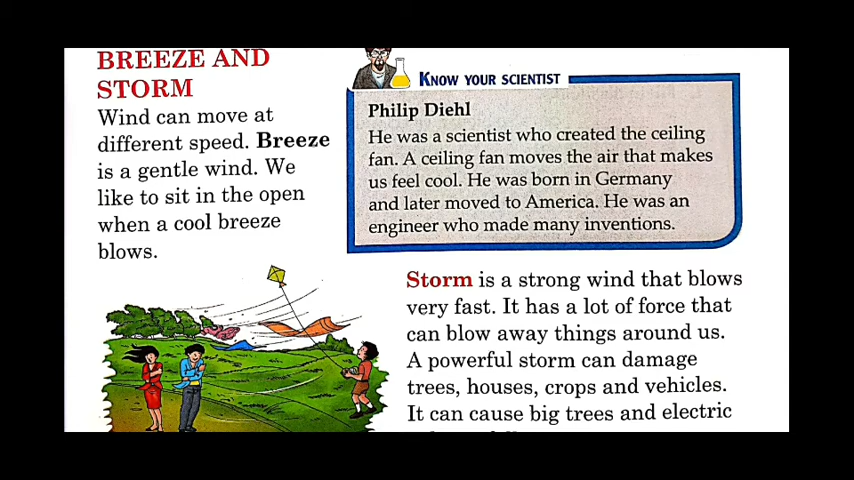 BREEZE AND
STORM
Wind can move at
different speed. Breeze
is a gentle wind. We
like to sit in the open
when a cool breeze
blows.
KNOW YOUR SCIENTIST
Philip Diehl
He was a scientist who created the ceiling
fan. A ceiling fan moves the air that makes
us feel cool. He was born in Germany
and later moved to America. He was an
engineer who made many inventions.
Storm is a strong wind that blows
very fast. It has a lot of force that
can blow away things around us.
A powerful storm can damage
trees, houses, crops and vehicles.
It can cause big trees and electric